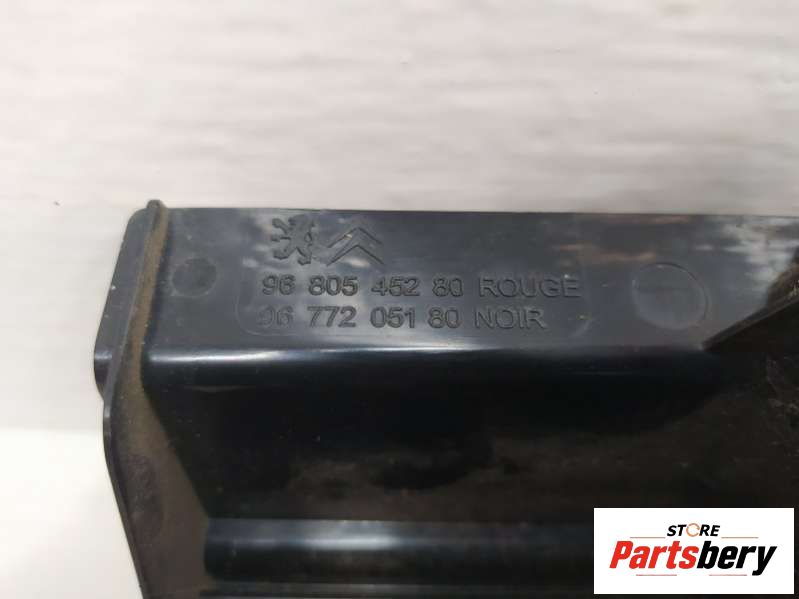 96 805 452 80 ROUGE
96 772 051 80 NOIR
STORE
Partsbery